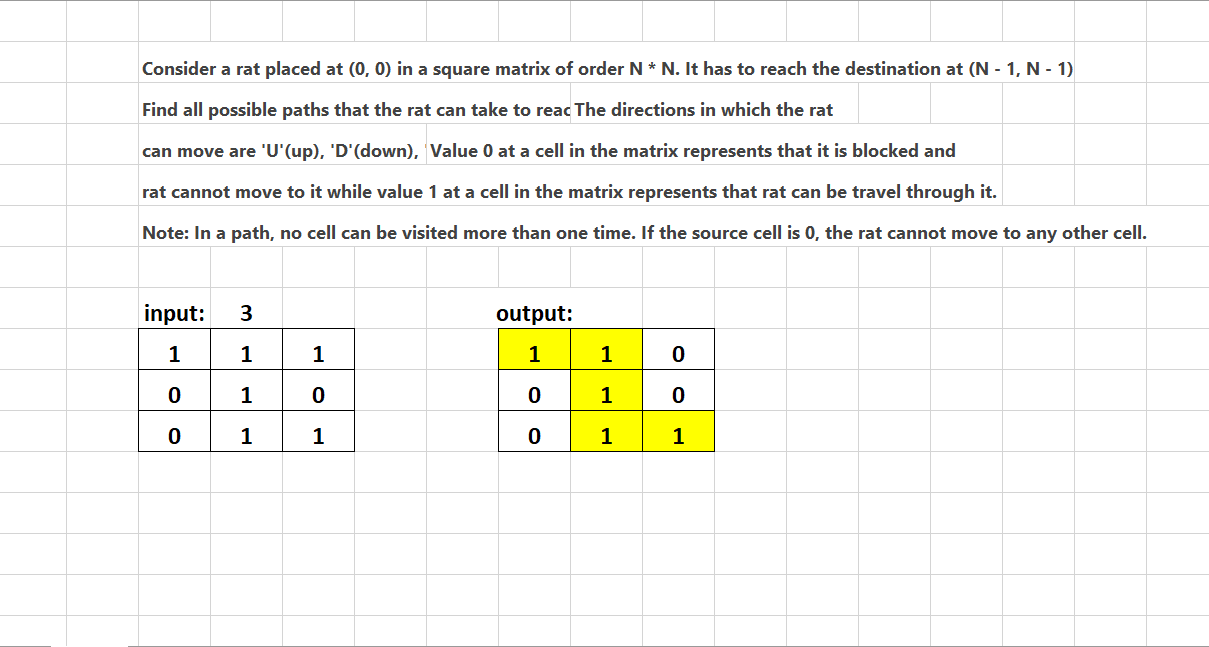 Consider a rat placed at (0, 0) in a square matrix of order N * N. It has to reach the destination at (N - 1, N - 1)
Find all possible paths that the rat can take to reac The directions in which the rat
can move are 'U'(up), 'D'(down), ' Value 0 at a cell in the matrix represents that it is blocked and
rat cannot move to it while value 1 at a cell in the matrix represents that rat can be travel through it.
Note: In a path, no cell can be visited more than one time. If the source cell is 0, the rat cannot move to any other cell.
input: 3 output:
1 1 1 1 1 0
0 1 0 0 1 0
0 1 1 0 1 1